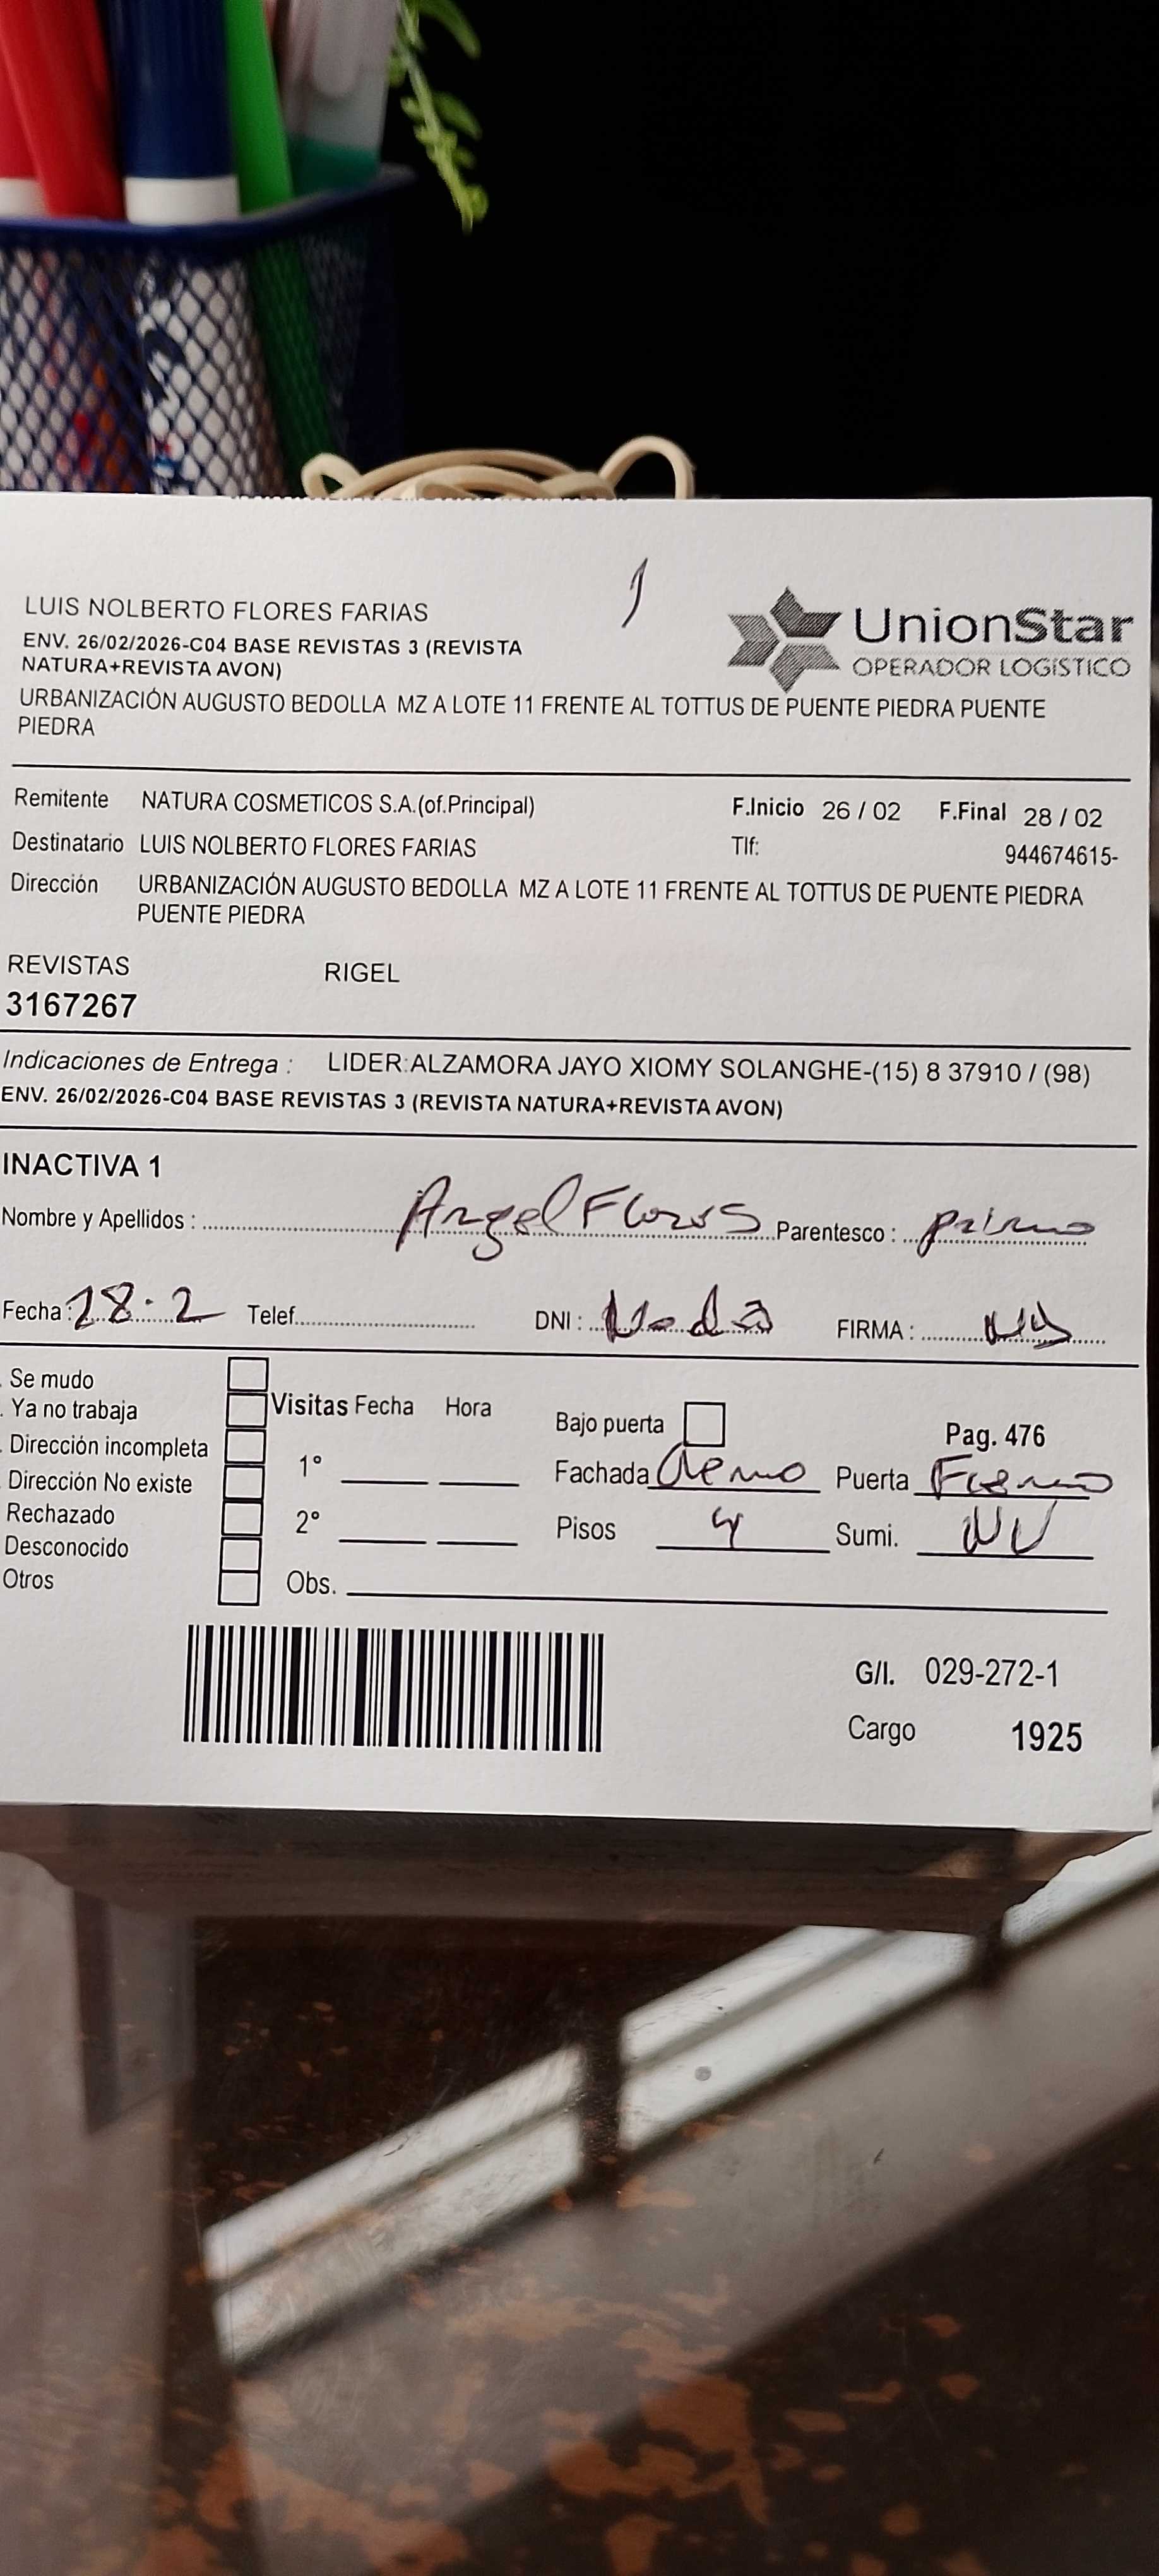 LUIS NOLBERTO FLORES FARIAS
ENV. 26/02/2026-C04 BASE REVISTAS 3 (REVISTA
NATURA+REVISTA AVON)
UnionStar
OPERADOR LOGÍSTICO
URBANIZACIÓN AUGUSTO BEDOLLA MZ A LOTE 11 FRENTE AL TOTTUS DE PUENTE PIEDRA PUENTE
PIEDRA
Remitente NATURA COSMETICOS S.A.(of.Principal) F.Inicio 26 / 02 F.Final 28 / 02
Destinatario LUIS NOLBERTO FLORES FARIAS Tlf: 944674615-
Dirección URBANIZACIÓN AUGUSTO BEDOLLA MZ A LOTE 11 FRENTE AL TOTTUS DE PUENTE PIEDRA
PUENTE PIEDRA
REVISTAS RIGEL
3167267
Indicaciones de Entrega : LIDER:ALZAMORA JAYO XIOMY SOLANGHE-(15) 8 37910 / (98)
ENV. 26/02/2026-C04 BASE REVISTAS 3 (REVISTA NATURA+REVISTA AVON)
INACTIVA 1
Nombre y Apellidos : Angel Flores Parentesco : primo
Fecha : 28.2 Telef. DNI : FIRMA :
Se mudo
Ya no trabaja Visitas Fecha Hora Bajo puerta Pag. 476
Dirección incompleta 1° Fachada Puerta Fierro
Dirección No existe
Rechazado 2° Pisos 4 Sumi. NV
Desconocido
Otros Obs.
G/I. 029-272-1
Cargo 1925